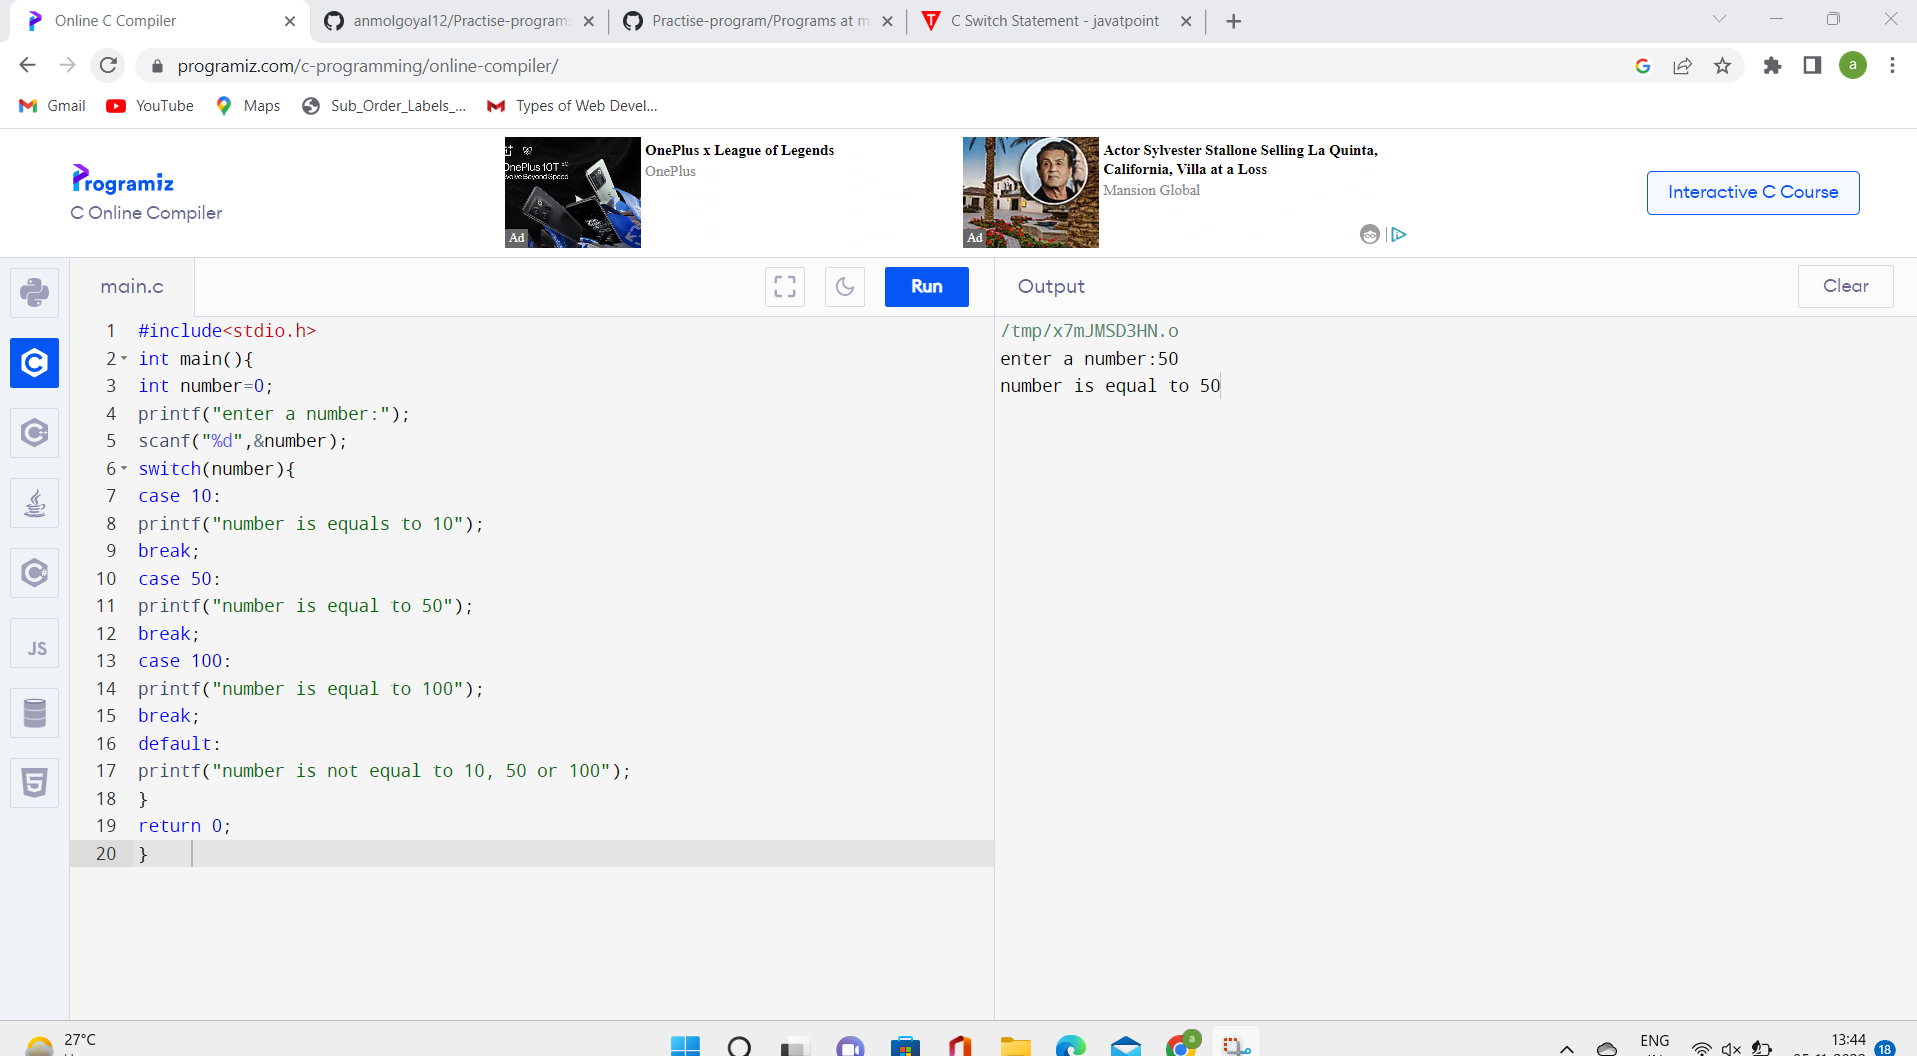 Online C Compiler
anmolgoyal12/Practise-program:
Practise-program/Programs at m
C Switch Statement - javatpoint
programiz.com/c-programming/online-compiler/
a
Gmail
YouTube
Maps
Sub_Order_Labels_...
Types of Web Devel...
Programiz
C Online Compiler
OnePlus 10T 5G
Evolve Beyond Speed
Ad
OnePlus x League of Legends
OnePlus
Ad
Actor Sylvester Stallone Selling La Quinta,
California, Villa at a Loss
Mansion Global
Interactive C Course
main.c
Run
Output
Clear
1 #include<stdio.h>
2 int main(){
3 int number=0;
4 printf("enter a number:");
5 scanf("%d",&number);
6 switch(number){
7 case 10:
8 printf("number is equals to 10");
9 break;
10 case 50:
11 printf("number is equal to 50");
12 break;
13 case 100:
14 printf("number is equal to 100");
15 break;
16 default:
17 printf("number is not equal to 10, 50 or 100");
18 }
19 return 0;
20 }
/tmp/x7mJMSD3HN.o
enter a number:50
number is equal to 50
JS
27°C
a
ENG
13:44
18